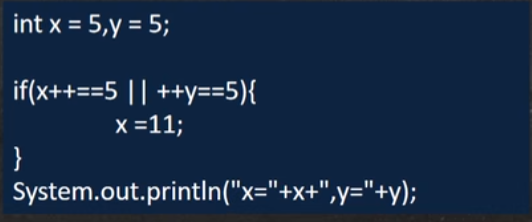 int x = 5,y = 5;
if(x++==5 || ++y==5){
x =11;
}
System.out.println("x="+x+",y="+y);